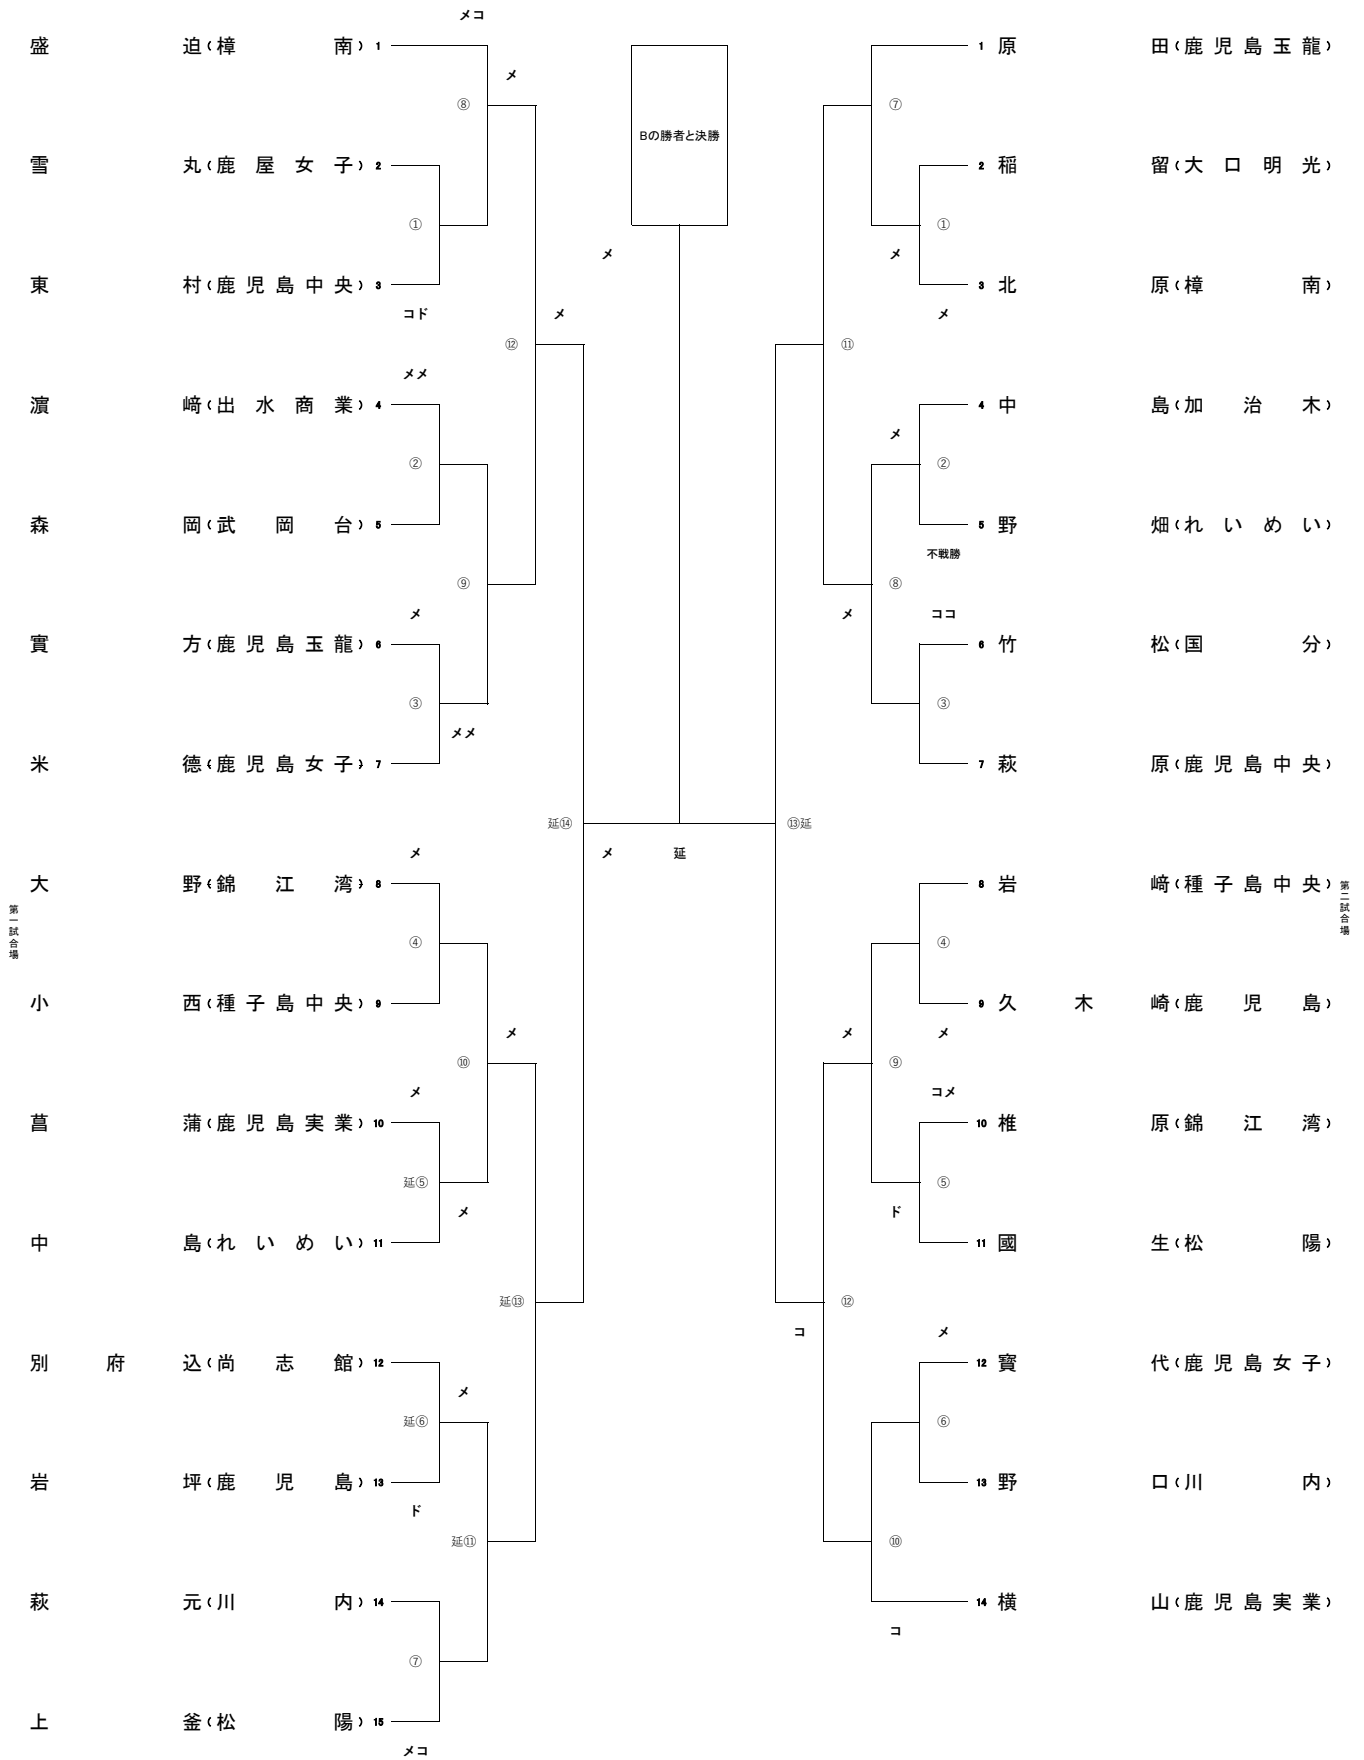 メコ
盛 迫(樟 南) 1
1 原 田(鹿児島玉龍)
メ
⑧
⑦
Bの勝者と決勝
雪 丸(鹿屋女子) 2
2 稲 留(大口明光)
①
①
メ
メ
東 村(鹿児島中央) 3
3 北 原(樟 南)
コド
メ
メ
⑫
⑪
メメ
濵 﨑(出水商業) 4
4 中 島(加治木)
メ
②
②
森 岡(武岡台) 5
5 野 畑(れいめい)
不戦勝
⑨
⑧
メ
メ
ココ
實 方(鹿児島玉龍) 6
6 竹 松(国 分)
③
③
メメ
米 德(鹿児島女子) 7
7 萩 原(鹿児島中央)
延⑭
⑬延
メ
メ
延
大 野(錦江湾) 8
8 岩 﨑(種子島中央)
第一試合場
第二試合場
④
④
小 西(種子島中央) 9
9 久木崎(鹿児島)
メ
メ
メ
⑩
⑨
メ
コメ
菖 蒲(鹿児島実業) 10
10 椎 原(錦江湾)
延⑤
⑤
メ
ド
中 島(れいめい) 11
11 國 生(松 陽)
延⑬
⑫
コ
メ
別府込(尚志館) 12
12 寳 代(鹿児島女子)
メ
延⑥
⑥
岩 坪(鹿児島) 13
13 野 口(川 内)
ド
延⑪
⑩
萩 元(川 内) 14
14 横 山(鹿児島実業)
コ
⑦
上 釜(松 陽) 15
メコ